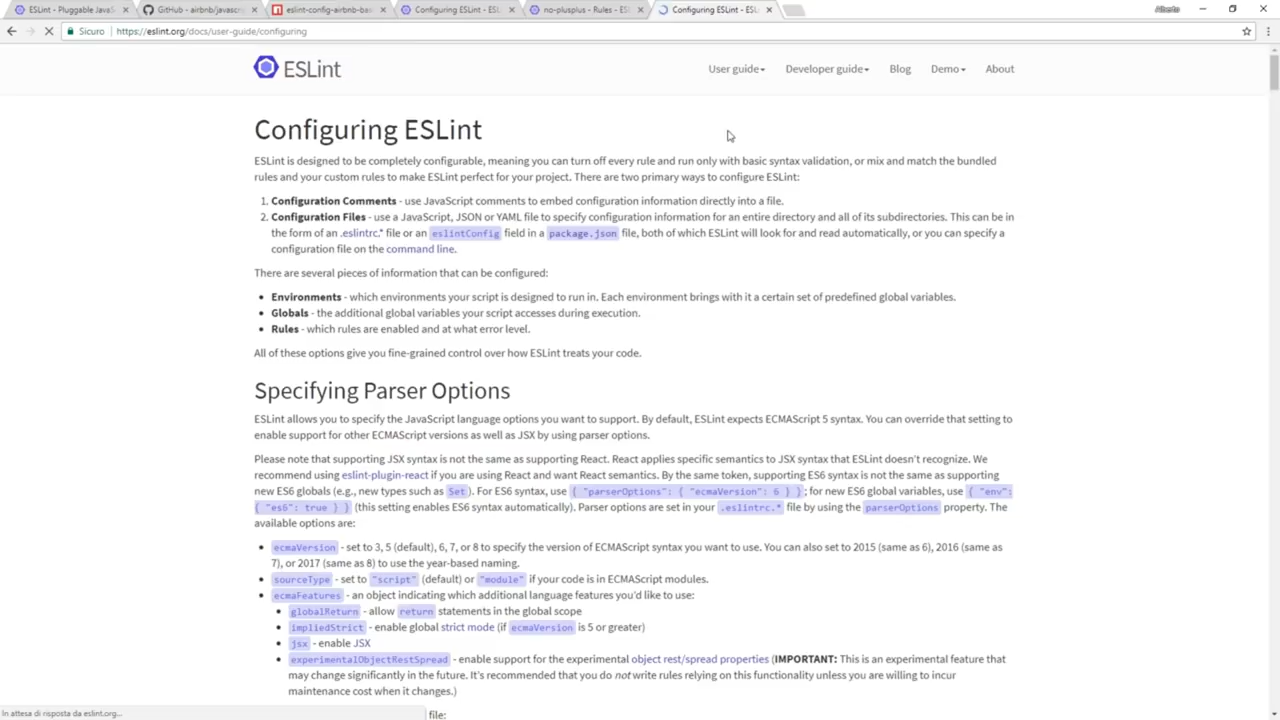 ESLint - Pluggable JavaS
GitHub - airbnb/javascri
eslint-config-airbnb-bas
Configuring ESLint - ESL
no-plusplus - Rules - ESL
Configuring ESLint - ESL
Alberto
Sicuro
https://eslint.org/docs/user-guide/configuring
ESLint
User guide
Developer guide
Blog
Demo
About
Configuring ESLint
ESLint is designed to be completely configurable, meaning you can turn off every rule and run only with basic syntax validation, or mix and match the bundled
rules and your custom rules to make ESLint perfect for your project. There are two primary ways to configure ESLint:
1. Configuration Comments - use JavaScript comments to embed configuration information directly into a file.
2. Configuration Files - use a JavaScript, JSON or YAML file to specify configuration information for an entire directory and all of its subdirectories. This can be in
the form of an .eslintrc.* file or an eslintConfig field in a package.json file, both of which ESLint will look for and read automatically, or you can specify a
configuration file on the command line.
There are several pieces of information that can be configured:
• Environments - which environments your script is designed to run in. Each environment brings with it a certain set of predefined global variables.
• Globals - the additional global variables your script accesses during execution.
• Rules - which rules are enabled and at what error level.
All of these options give you fine-grained control over how ESLint treats your code.
Specifying Parser Options
ESLint allows you to specify the JavaScript language options you want to support. By default, ESLint expects ECMAScript 5 syntax. You can override that setting to
enable support for other ECMAScript versions as well as JSX by using parser options.
Please note that supporting JSX syntax is not the same as supporting React. React applies specific semantics to JSX syntax that ESLint doesn't recognize. We
recommend using eslint-plugin-react if you are using React and want React semantics. By the same token, supporting ES6 syntax is not the same as supporting
new ES6 globals (e.g., new types such as Set). For ES6 syntax, use { "parserOptions": { "ecmaVersion": 6 } }; for new ES6 global variables, use { "env":
{ "es6": true } } (this setting enables ES6 syntax automatically). Parser options are set in your .eslintrc.* file by using the parserOptions property. The
available options are:
• ecmaVersion - set to 3, 5 (default), 6, 7, or 8 to specify the version of ECMAScript syntax you want to use. You can also set to 2015 (same as 6), 2016 (same as
7), or 2017 (same as 8) to use the year-based naming.
• sourceType - set to "script" (default) or "module" if your code is in ECMAScript modules.
• ecmaFeatures - an object indicating which additional language features you'd like to use:
• globalReturn - allow return statements in the global scope
• impliedStrict - enable global strict mode (if ecmaVersion is 5 or greater)
• jsx - enable JSX
• experimentalObjectRestSpread - enable support for the experimental object rest/spread properties (IMPORTANT: This is an experimental feature that
may change significantly in the future. It's recommended that you do not write rules relying on this functionality unless you are willing to incur
maintenance cost when it changes.)
In attesa di risposta da eslint.org...
file: